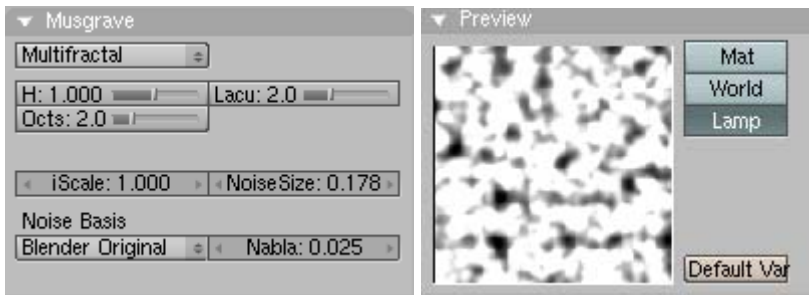 Musgrave
Multifractal
H: 1.000 Lacu: 2.0
Octs: 2.0
iScale: 1.000 NoiseSize: 0.178
Noise Basis
Blender Original Nabla: 0.025
Preview
Mat
World
Lamp
Default Var